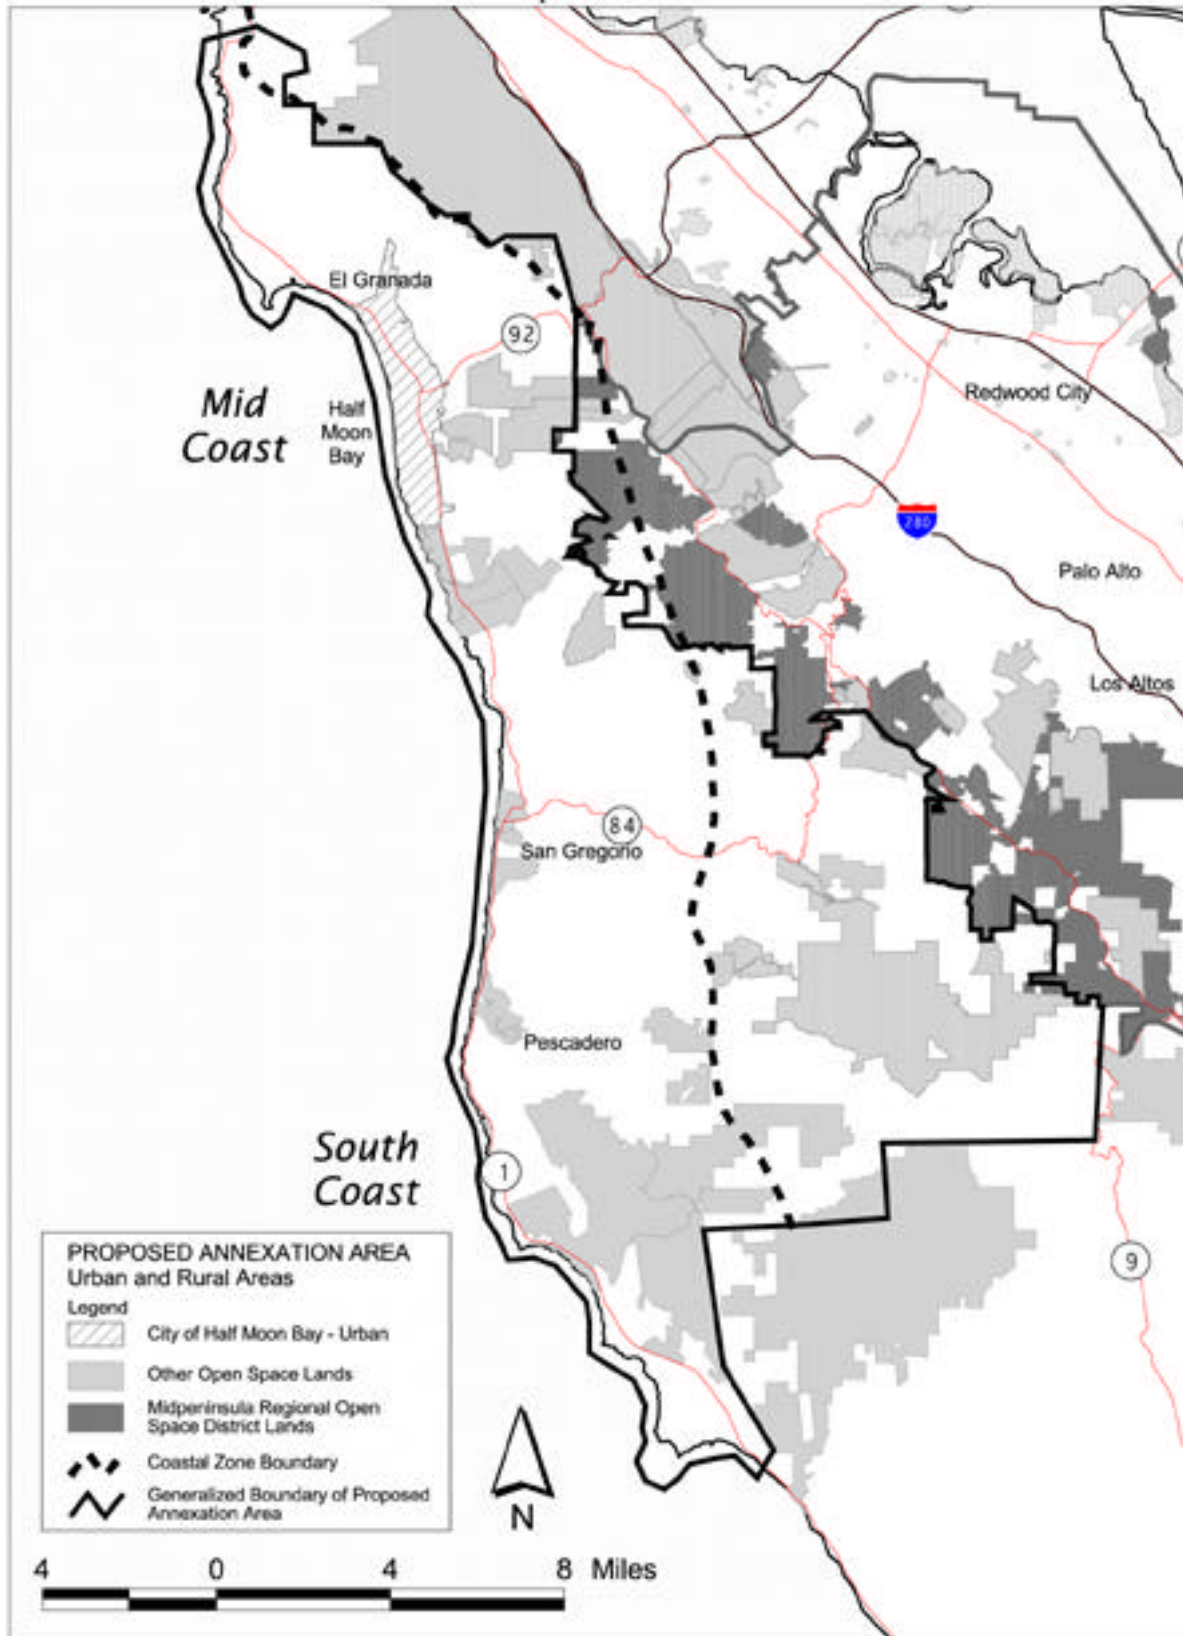 El Granada
92
Mid
Coast
Half
Moon
Bay
Redwood City
280
Palo Alto
Los Altos
84
San Gregorio
Pescadero
South
Coast
1
9
PROPOSED ANNEXATION AREA
Urban and Rural Areas
Legend
City of Half Moon Bay - Urban
Other Open Space Lands
Midpeninsula Regional Open
Space District Lands
Coastal Zone Boundary
Generalized Boundary of Proposed
Annexation Area
N
4 0 4 8 Miles